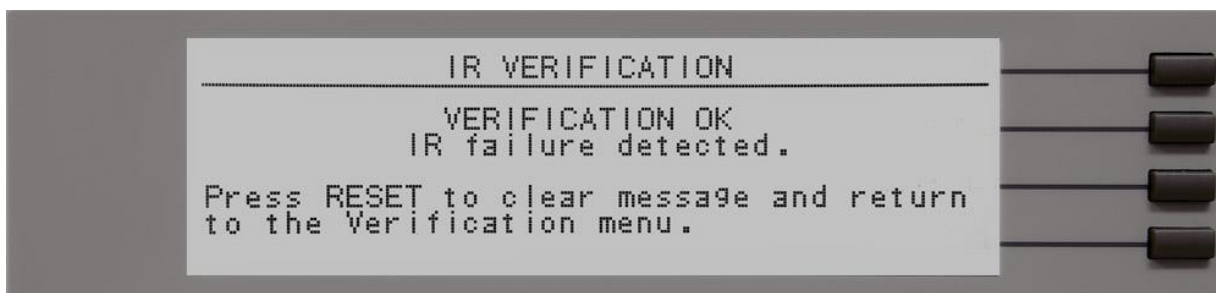 IR VERIFICATION
VERIFICATION OK
IR failure detected.
Press RESET to clear message and return
to the Verification menu.